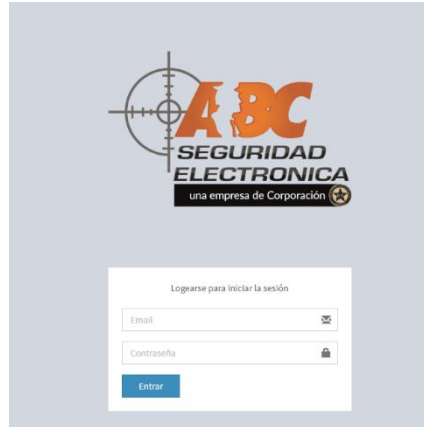 ABC
SEGURIDAD
ELECTRONICA
una empresa de Corporación
Logearse para iniciar la sesión
Email
Contraseña
Entrar